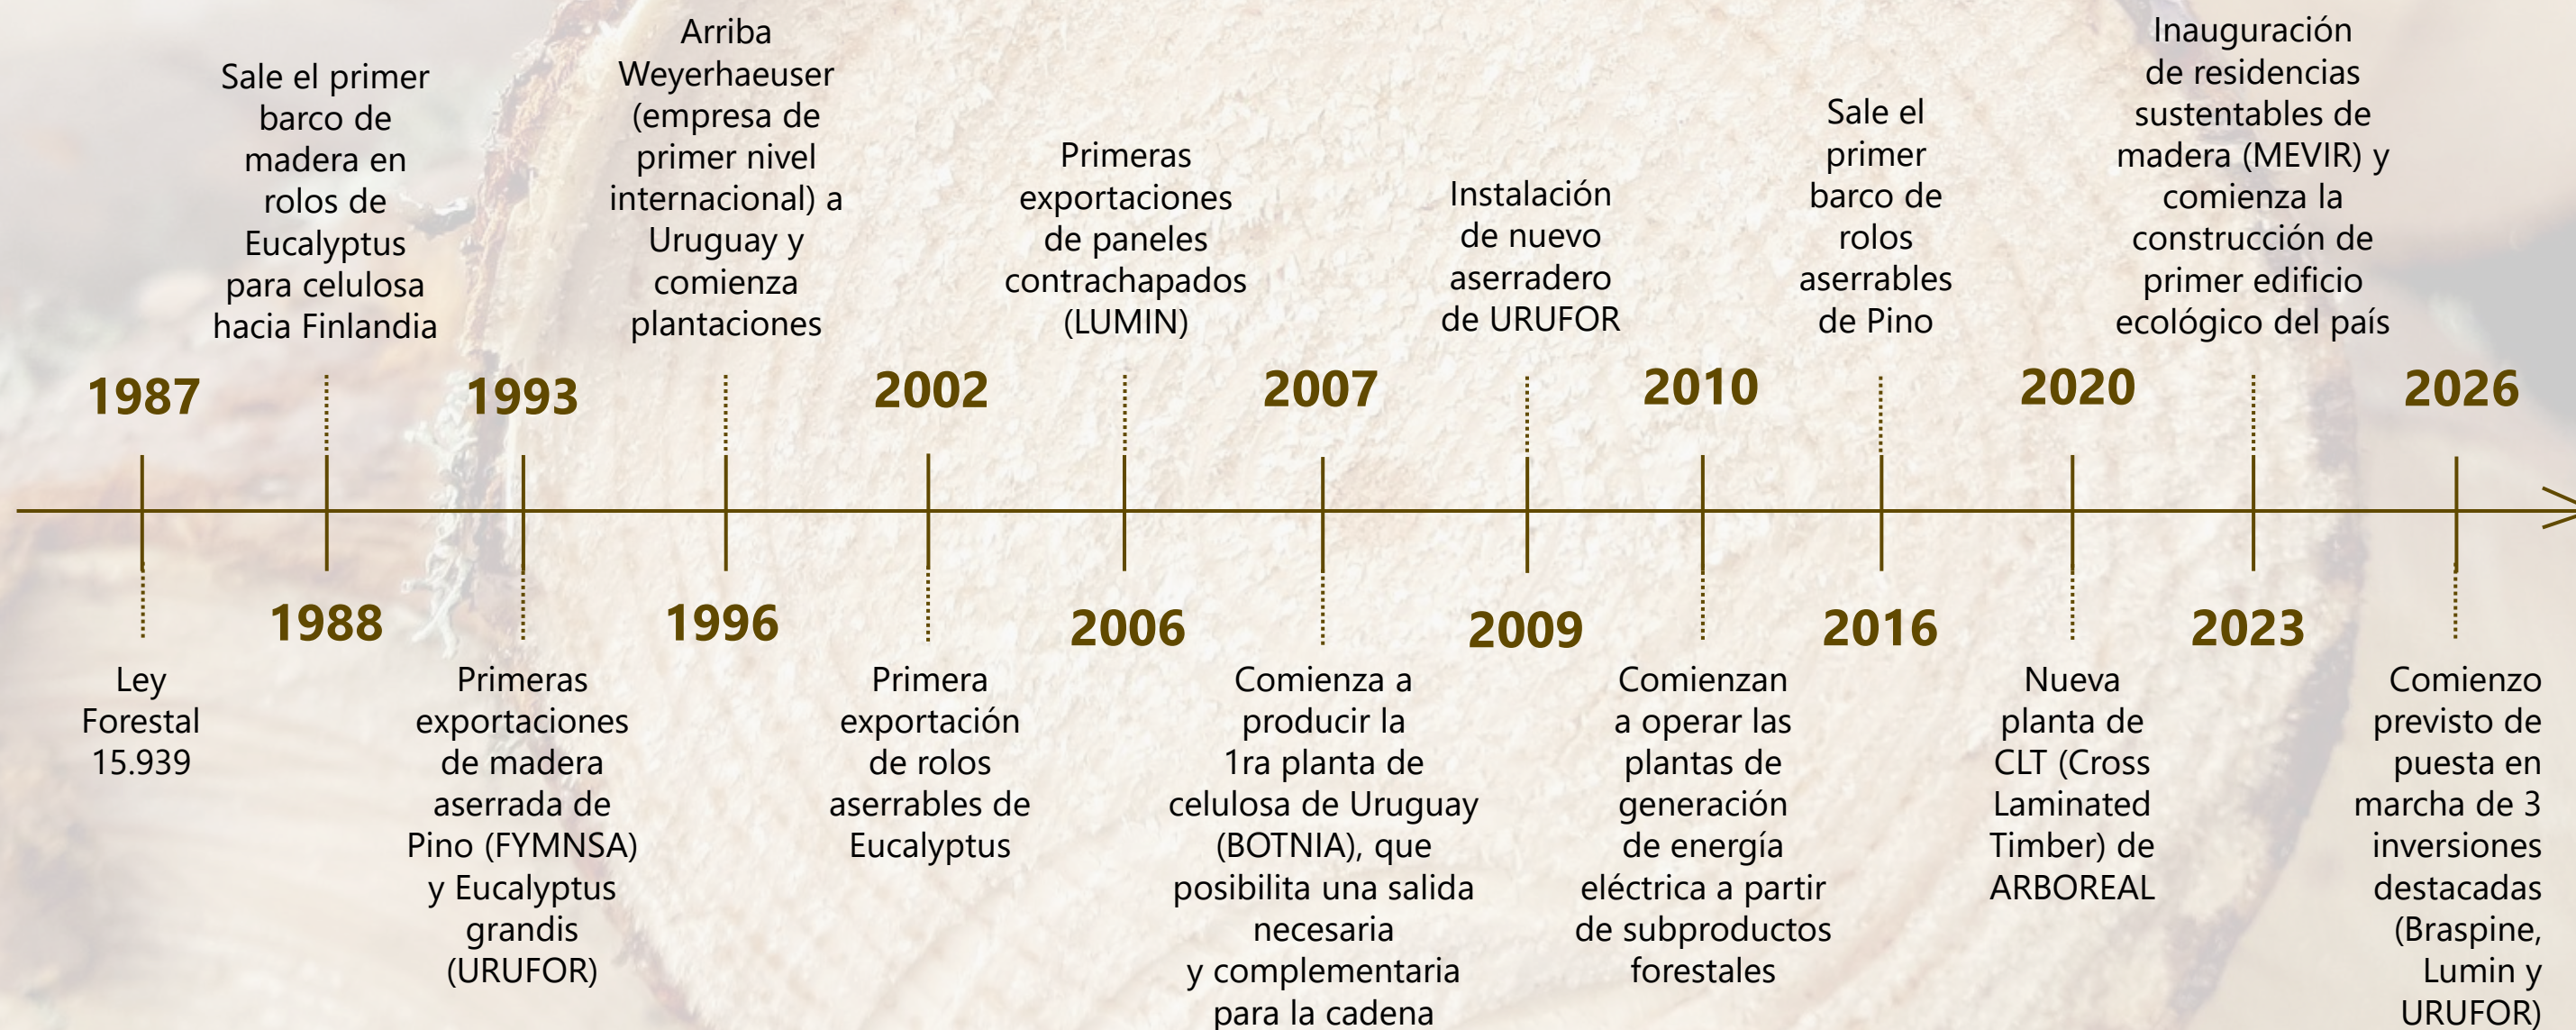 1987
Ley
Forestal
15.939
Sale el primer
barco de
madera en
rolos de
Eucalyptus
para celulosa
hacia Finlandia
1988
1993
Primeras
exportaciones
de madera
aserrada de
Pino (FYMNSA)
y Eucalyptus
grandis
(URUFOR)
Arriba
Weyerhaeuser
(empresa de
primer nivel
internacional) a
Uruguay y
comienza
plantaciones
1996
2002
Primera
exportación
de rolos
aserrables de
Eucalyptus
Primeras
exportaciones
de paneles
contrachapados
(LUMIN)
2006
2007
Comienza a
producir la
1ra planta de
celulosa de Uruguay
(BOTNIA), que
posibilita una salida
necesaria
y complementaria
para la cadena
Instalación
de nuevo
aserradero
de URUFOR
2009
2010
Comienzan
a operar las
plantas de
generación
de energía
eléctrica a partir
de subproductos
forestales
Sale el
primer
barco de
rolos
aserrables
de Pino
2016
2020
Nueva
planta de
CLT (Cross
Laminated
Timber) de
ARBOREAL
Inauguración
de residencias
sustentables de
madera (MEVIR) y
comienza la
construcción de
primer edificio
ecológico del país
2023
2026
Comienzo
previsto de
puesta en
marcha de 3
inversiones
destacadas
(Braspine,
Lumin y
URUFOR)